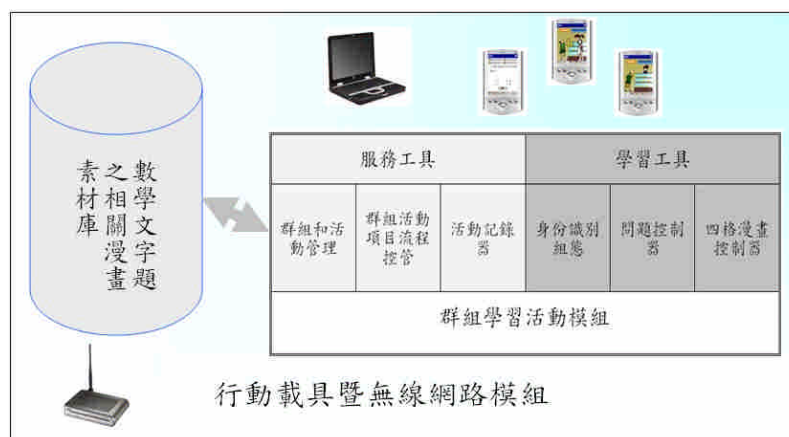 數學文字題
之相關漫畫
素材庫
服務工具
學習工具
群組和活
動管理
群組活動
項目流程
控管
活動記錄
器
身份識別
組態
問題控制
器
四格漫畫
控制器
群組學習活動模組
行動載具暨無線網路模組